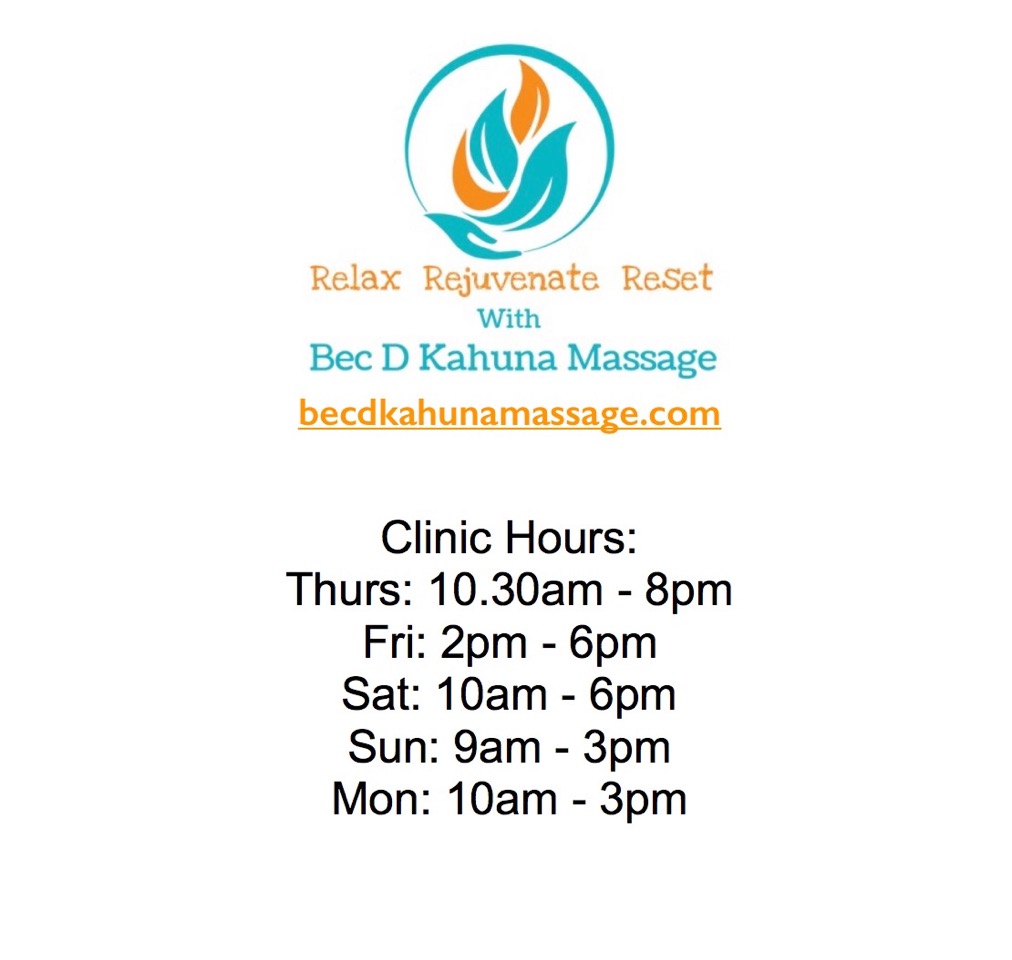 Relax Rejuvenate ReSet
With
Bec D Kahuna Massage
becdkahunamassage.com
Clinic Hours:
Thurs: 10.30am - 8pm
Fri: 2pm - 6pm
Sat: 10am - 6pm
Sun: 9am - 3pm
Mon: 10am - 3pm